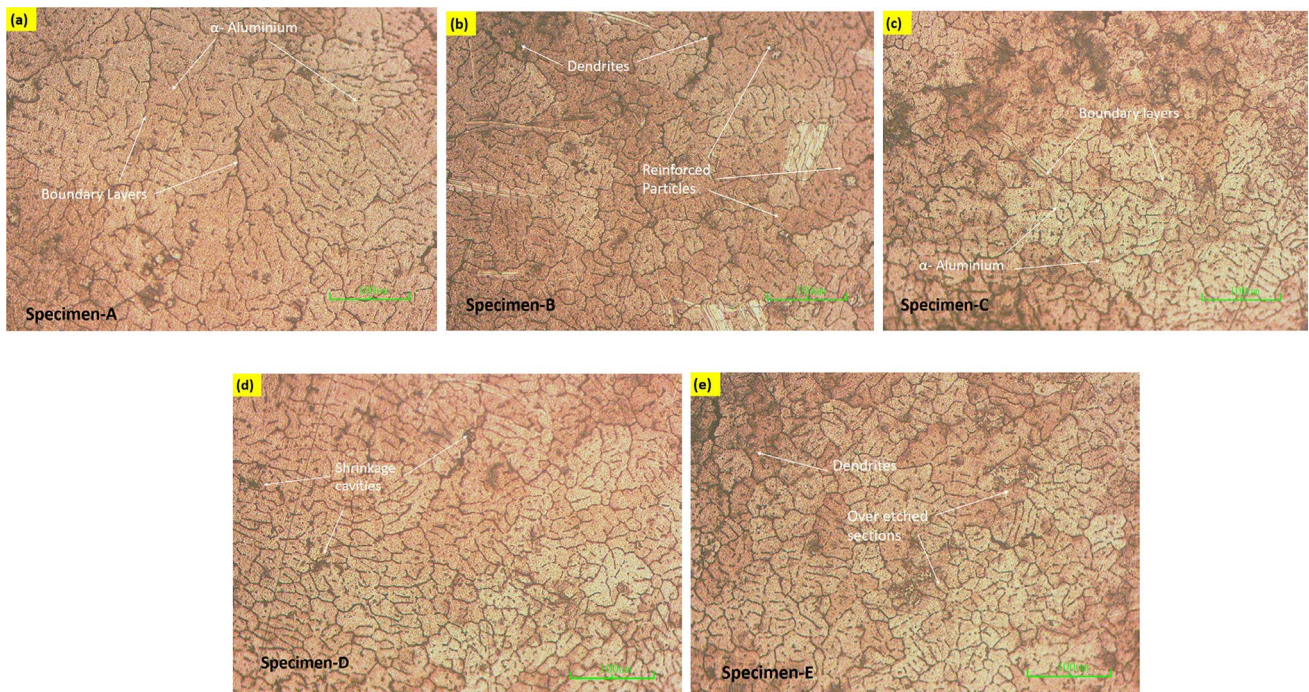 (a)
α- Aluminium
Boundary Layers
Specimen-A
(b)
Dendrites
Reinforced
Particles
Specimen-B
(c)
Boundary layers
α- Aluminium
Specimen-C
(d)
Shrinkage
cavities
Specimen-D
(e)
Dendrites
Over etched
sections
Specimen-E